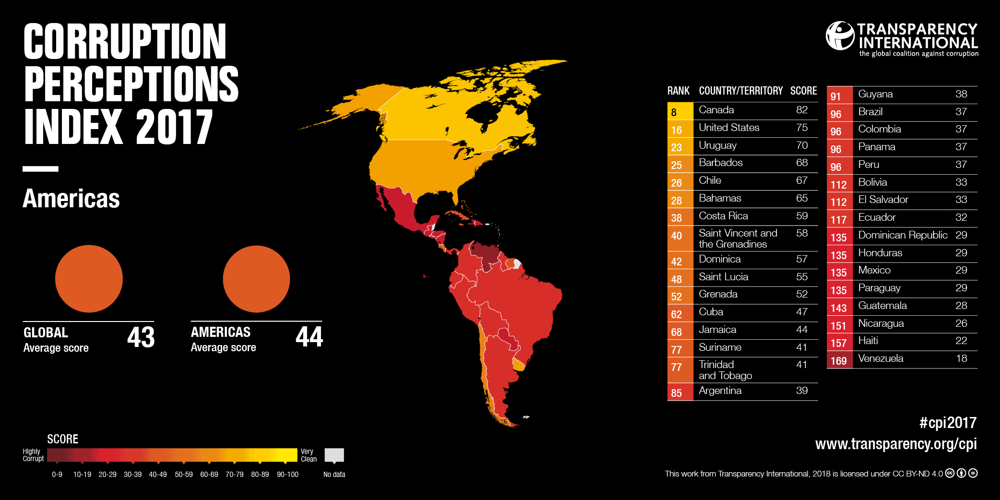 CORRUPTION
PERCEPTIONS
INDEX 2017
Americas
GLOBAL
Average score
43
AMERICAS
Average score
44
SCORE
Highly
Corrupt
Very
Clean
0-9 10-19 20-29 30-39 40-49 50-59 60-69 70-79 80-89 90-100 No data
TRANSPARENCY
INTERNATIONAL
the global coalition against corruption
RANK COUNTRY/TERRITORY SCORE
8 Canada 82
16 United States 75
23 Uruguay 70
25 Barbados 68
26 Chile 67
28 Bahamas 65
38 Costa Rica 59
40 Saint Vincent and 58
the Grenadines
42 Dominica 57
48 Saint Lucia 55
52 Grenada 52
62 Cuba 47
68 Jamaica 44
77 Suriname 41
77 Trinidad 41
and Tobago
85 Argentina 39
91 Guyana 38
96 Brazil 37
96 Colombia 37
96 Panama 37
96 Peru 37
112 Bolivia 33
112 El Salvador 33
117 Ecuador 32
135 Dominican Republic 29
135 Honduras 29
135 Mexico 29
135 Paraguay 29
143 Guatemala 28
151 Nicaragua 26
157 Haiti 22
169 Venezuela 18
#cpi2017
www.transparency.org/cpi
This work from Transparency International, 2018 is licensed under CC BY-ND 4.0